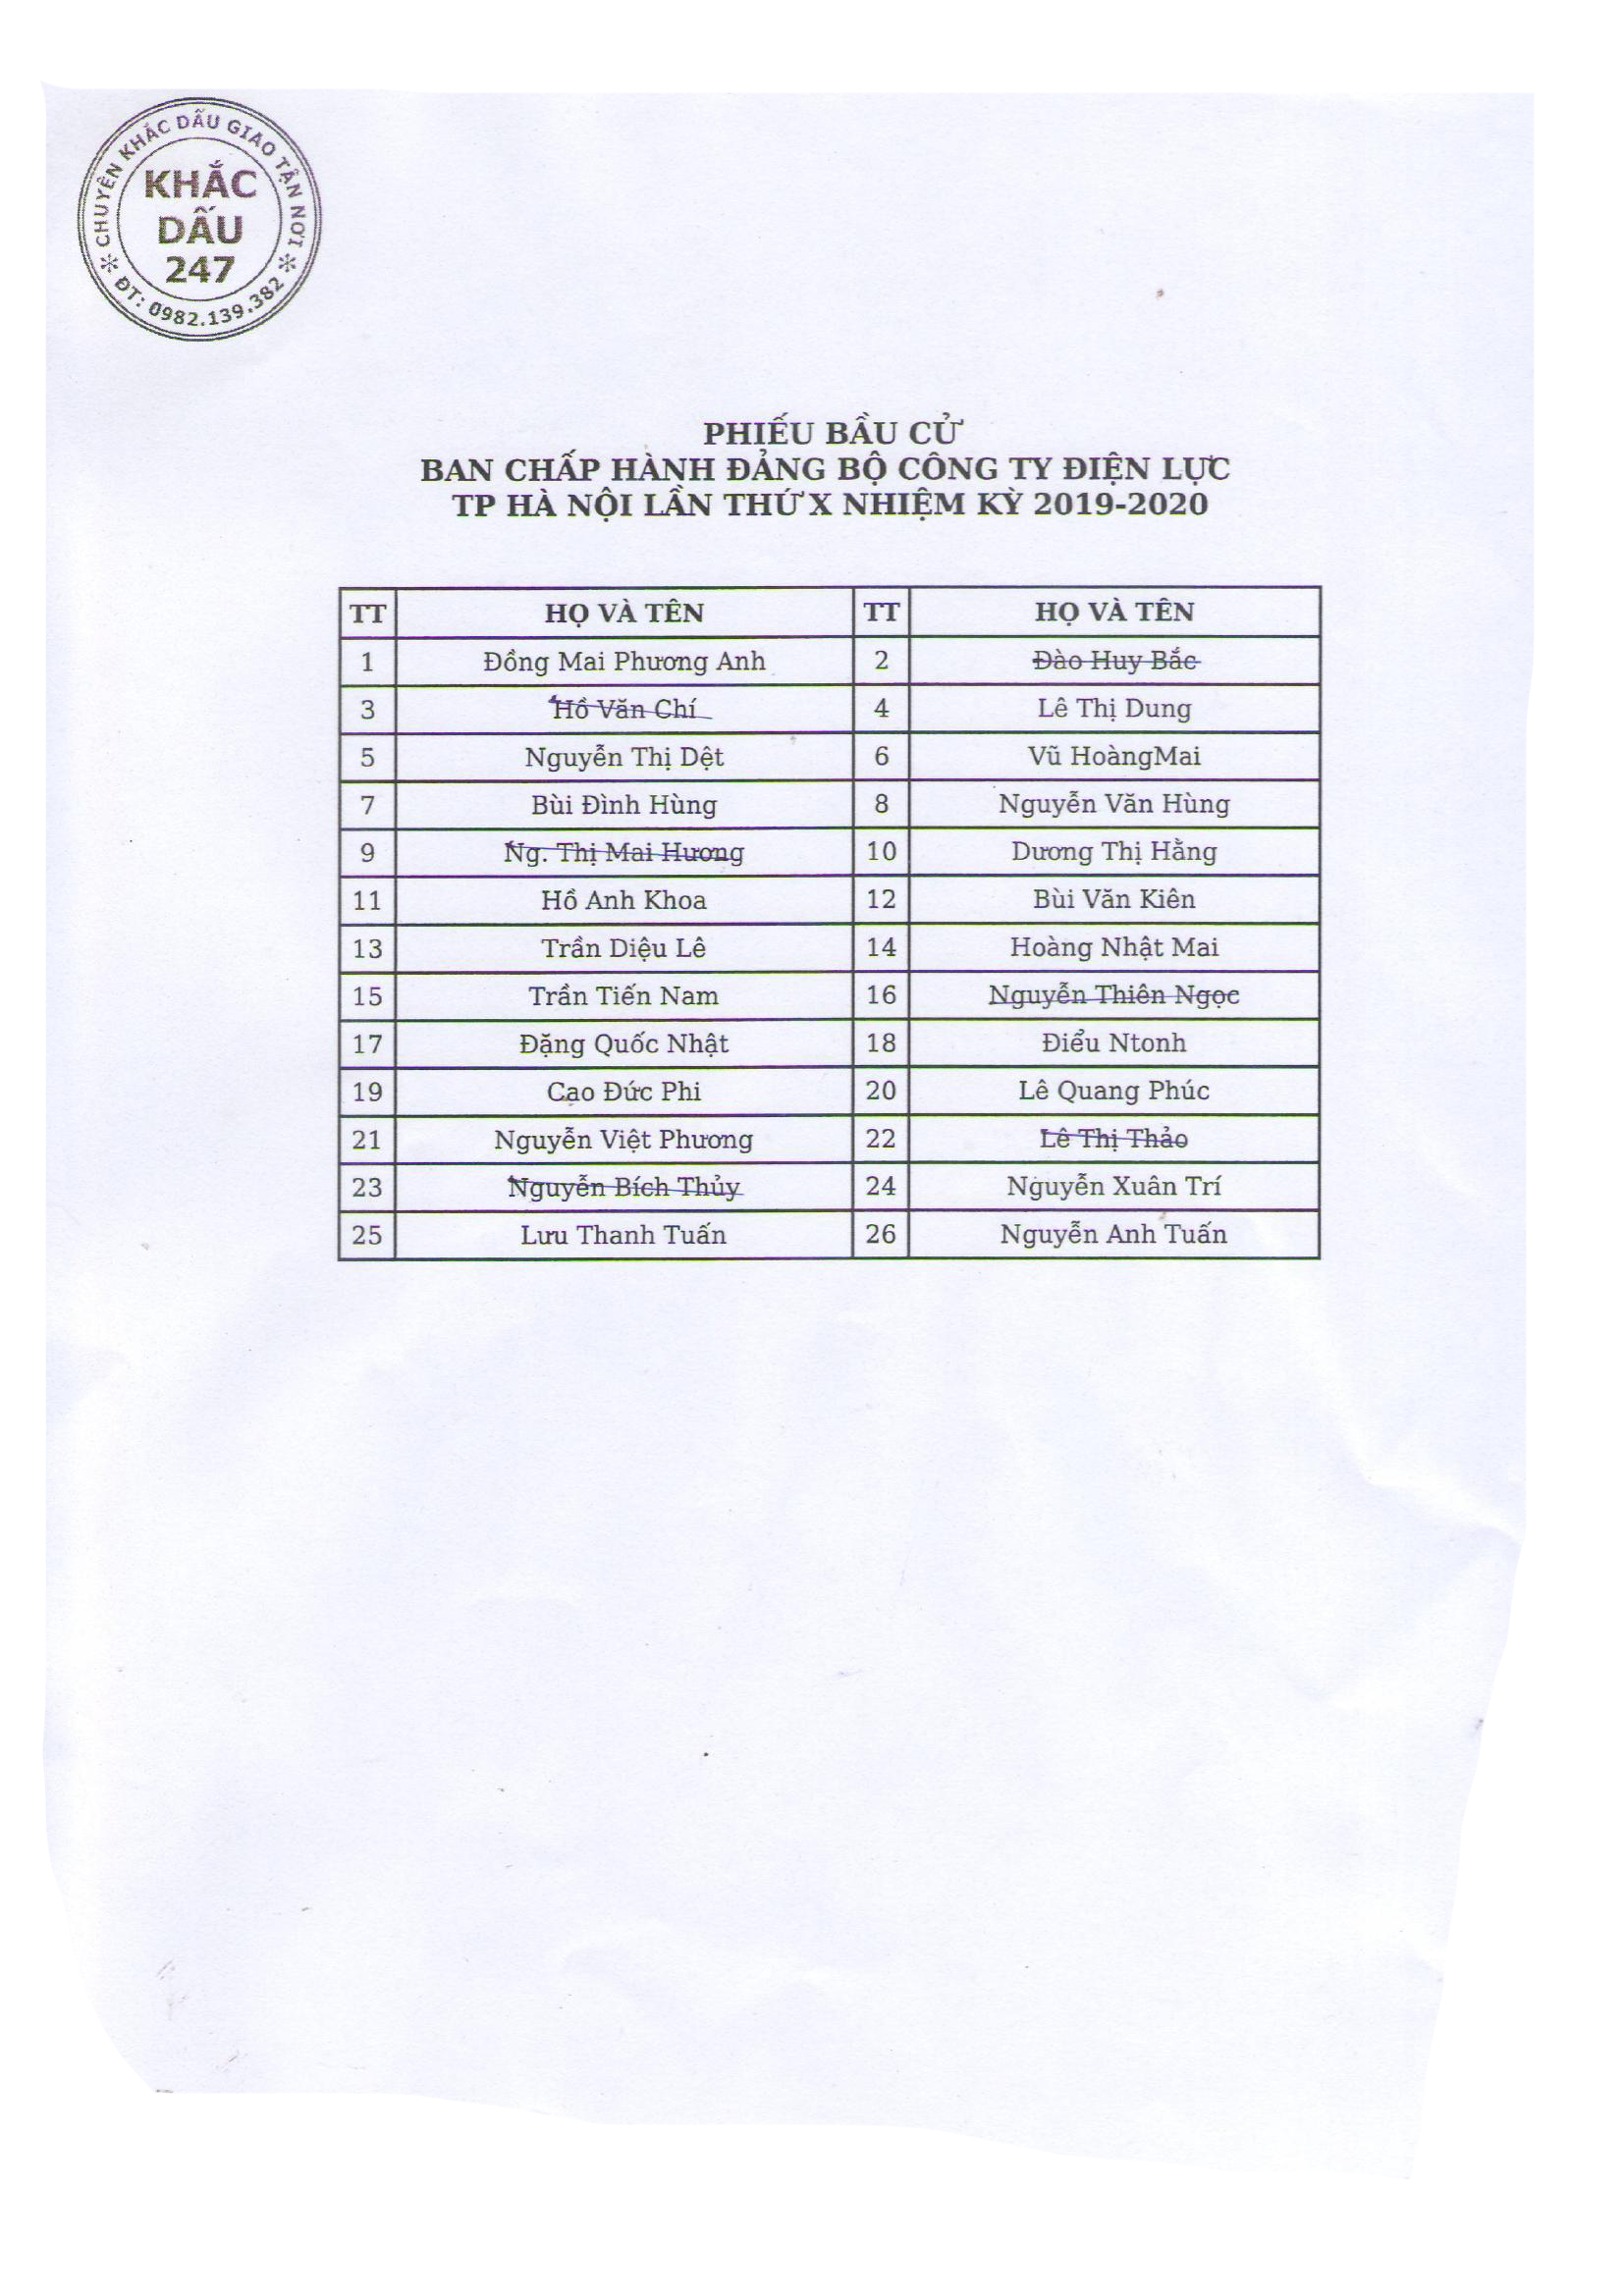 CHUYÊN KHẮC DẤU GIAO TẬN NƠI
KHẮC
DẤU
247
ĐT: 0982.139.382
PHIẾU BẦU CỬ
BAN CHẤP HÀNH ĐẢNG BỘ CÔNG TY ĐIỆN LỰC
TP HÀ NỘI LẦN THỨ X NHIỆM KỲ 2019-2020
TT HỌ VÀ TÊN TT HỌ VÀ TÊN
1 Đồng Mai Phương Anh 2 Đào Huy Bắc
3 Hồ Văn Chí 4 Lê Thị Dung
5 Nguyễn Thị Dệt 6 Vũ HoàngMai
7 Bùi Đình Hùng 8 Nguyễn Văn Hùng
9 Ng. Thị Mai Hương 10 Dương Thị Hằng
11 Hồ Anh Khoa 12 Bùi Văn Kiên
13 Trần Diệu Lê 14 Hoàng Nhật Mai
15 Trần Tiến Nam 16 Nguyễn Thiên Ngọc
17 Đặng Quốc Nhật 18 Điểu Ntonh
19 Cao Đức Phi 20 Lê Quang Phúc
21 Nguyễn Việt Phương 22 Lê Thị Thảo
23 Nguyễn Bích Thủy 24 Nguyễn Xuân Trí
25 Lưu Thanh Tuấn 26 Nguyễn Anh Tuấn